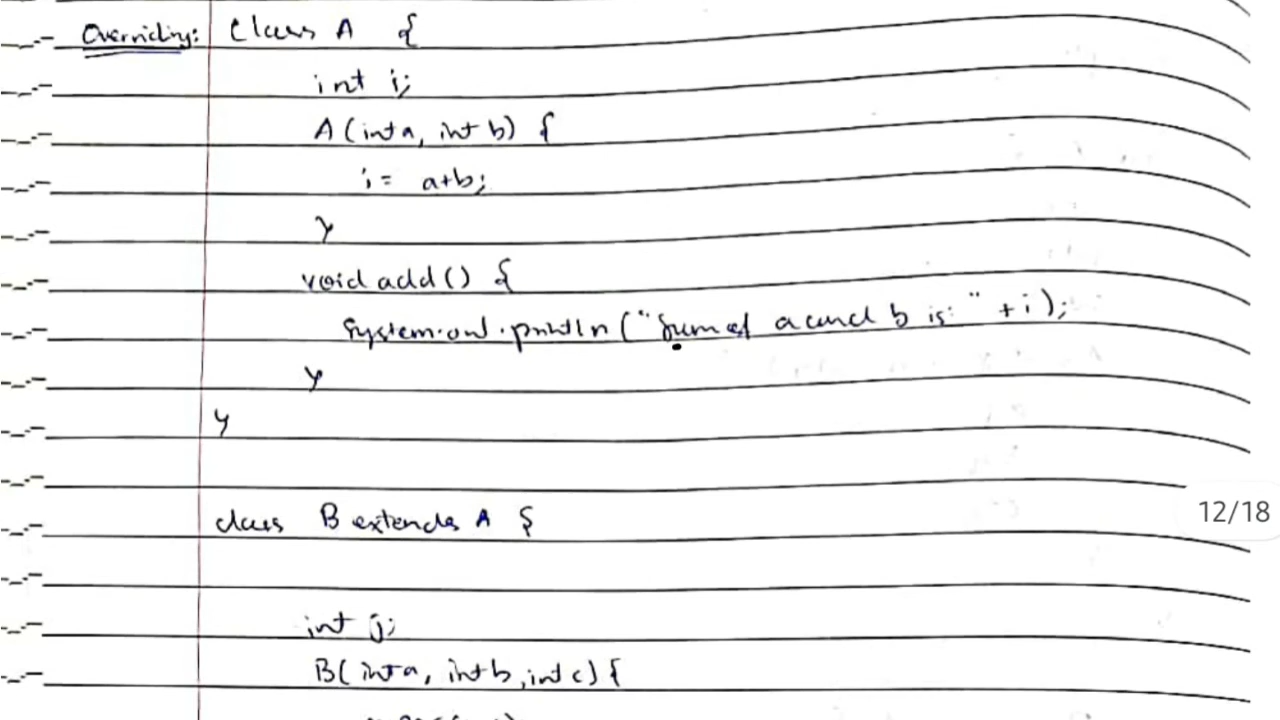 Overriding: Class A {
int i;
A(int a, int b) {
i = a+b;
}
void add() {
System.out.println("Sum of a and b is: " + i);
}
}
class B extends A {
12/18
int j;
B(int a, int b, int c) {